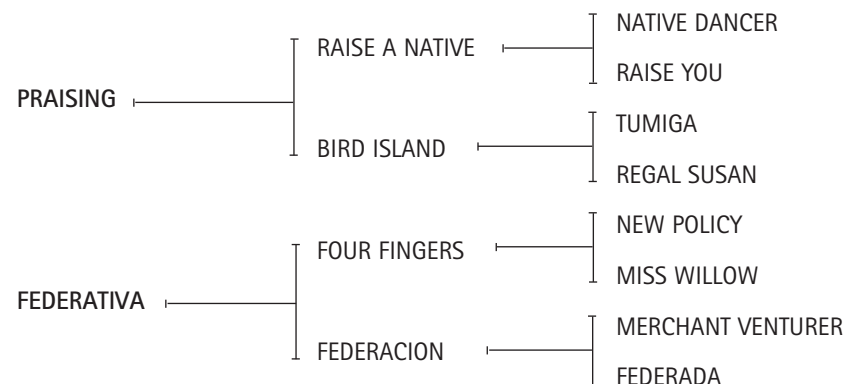 NATIVE DANCER
RAISE A NATIVE
RAISE YOU
PRAISING
TUMIGA
BIRD ISLAND
REGAL SUSAN
NEW POLICY
FOUR FINGERS
MISS WILLOW
FEDERATIVA
MERCHANT VENTURER
FEDERACION
FEDERADA